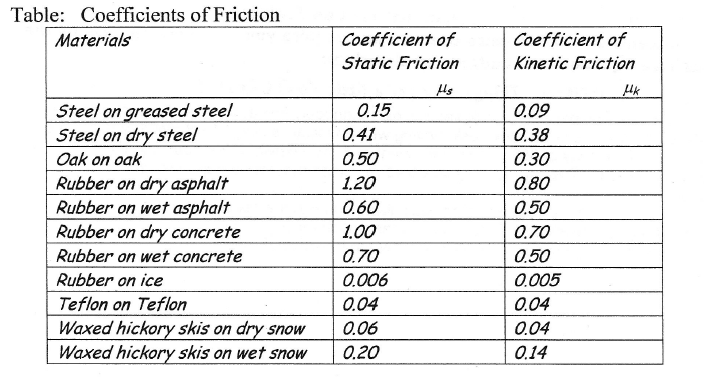 Table: Coefficients of Friction
Materials Coefficient of Coefficient of
Static Friction Kinetic Friction
μs μk
Steel on greased steel 0.15 0.09
Steel on dry steel 0.41 0.38
Oak on oak 0.50 0.30
Rubber on dry asphalt 1.20 0.80
Rubber on wet asphalt 0.60 0.50
Rubber on dry concrete 1.00 0.70
Rubber on wet concrete 0.70 0.50
Rubber on ice 0.006 0.005
Teflon on Teflon 0.04 0.04
Waxed hickory skis on dry snow 0.06 0.04
Waxed hickory skis on wet snow 0.20 0.14